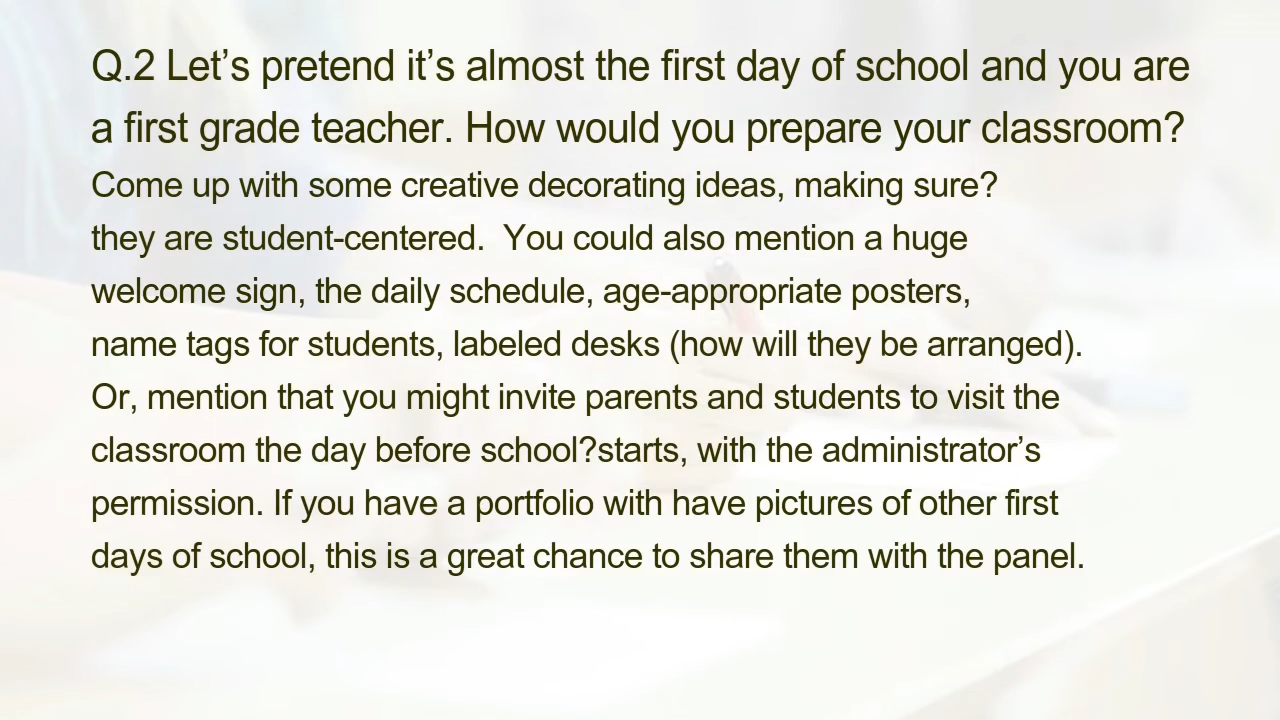 Q.2 Let’s pretend it’s almost the first day of school and you are
a first grade teacher. How would you prepare your classroom?
Come up with some creative decorating ideas, making sure?
they are student-centered.  You could also mention a huge
welcome sign, the daily schedule, age-appropriate posters,
name tags for students, labeled desks (how will they be arranged).
Or, mention that you might invite parents and students to visit the
classroom the day before school?starts, with the administrator’s
permission. If you have a portfolio with have pictures of other first
days of school, this is a great chance to share them with the panel.